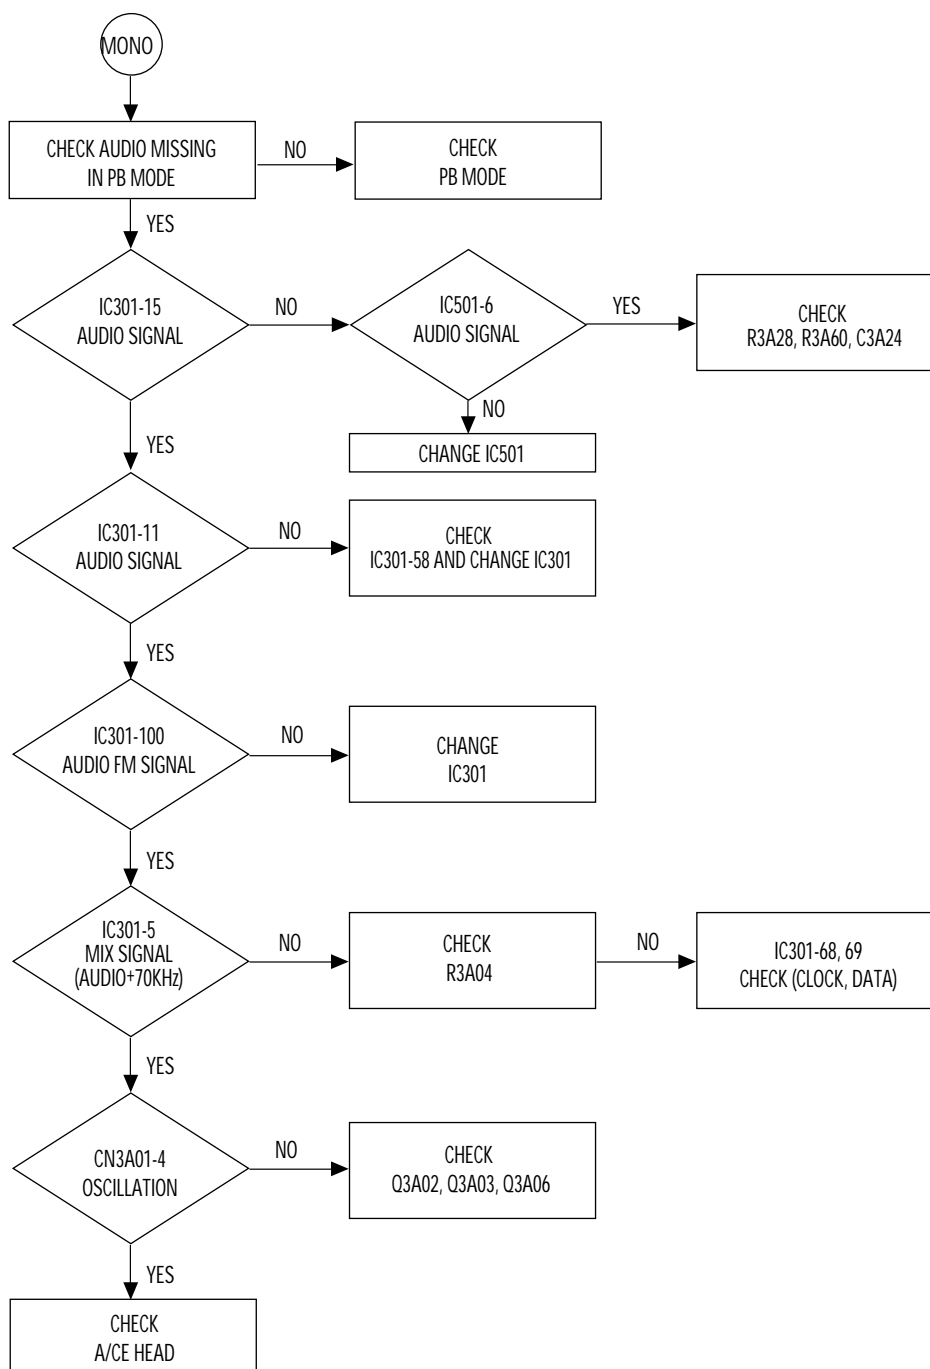 MONO
CHECK AUDIO MISSING
IN PB MODE
NO
CHECK
PB MODE
YES
IC301-15
AUDIO SIGNAL
NO
IC501-6
AUDIO SIGNAL
YES
CHECK
R3A28, R3A60, C3A24
NO
CHANGE IC501
YES
IC301-11
AUDIO SIGNAL
NO
CHECK
IC301-58 AND CHANGE IC301
YES
IC301-100
AUDIO FM SIGNAL
NO
CHANGE
IC301
YES
IC301-5
MIX SIGNAL
(AUDIO+70KHz)
NO
CHECK
R3A04
NO
IC301-68, 69
CHECK (CLOCK, DATA)
YES
CN3A01-4
OSCILLATION
NO
CHECK
Q3A02, Q3A03, Q3A06
YES
CHECK
A/CE HEAD